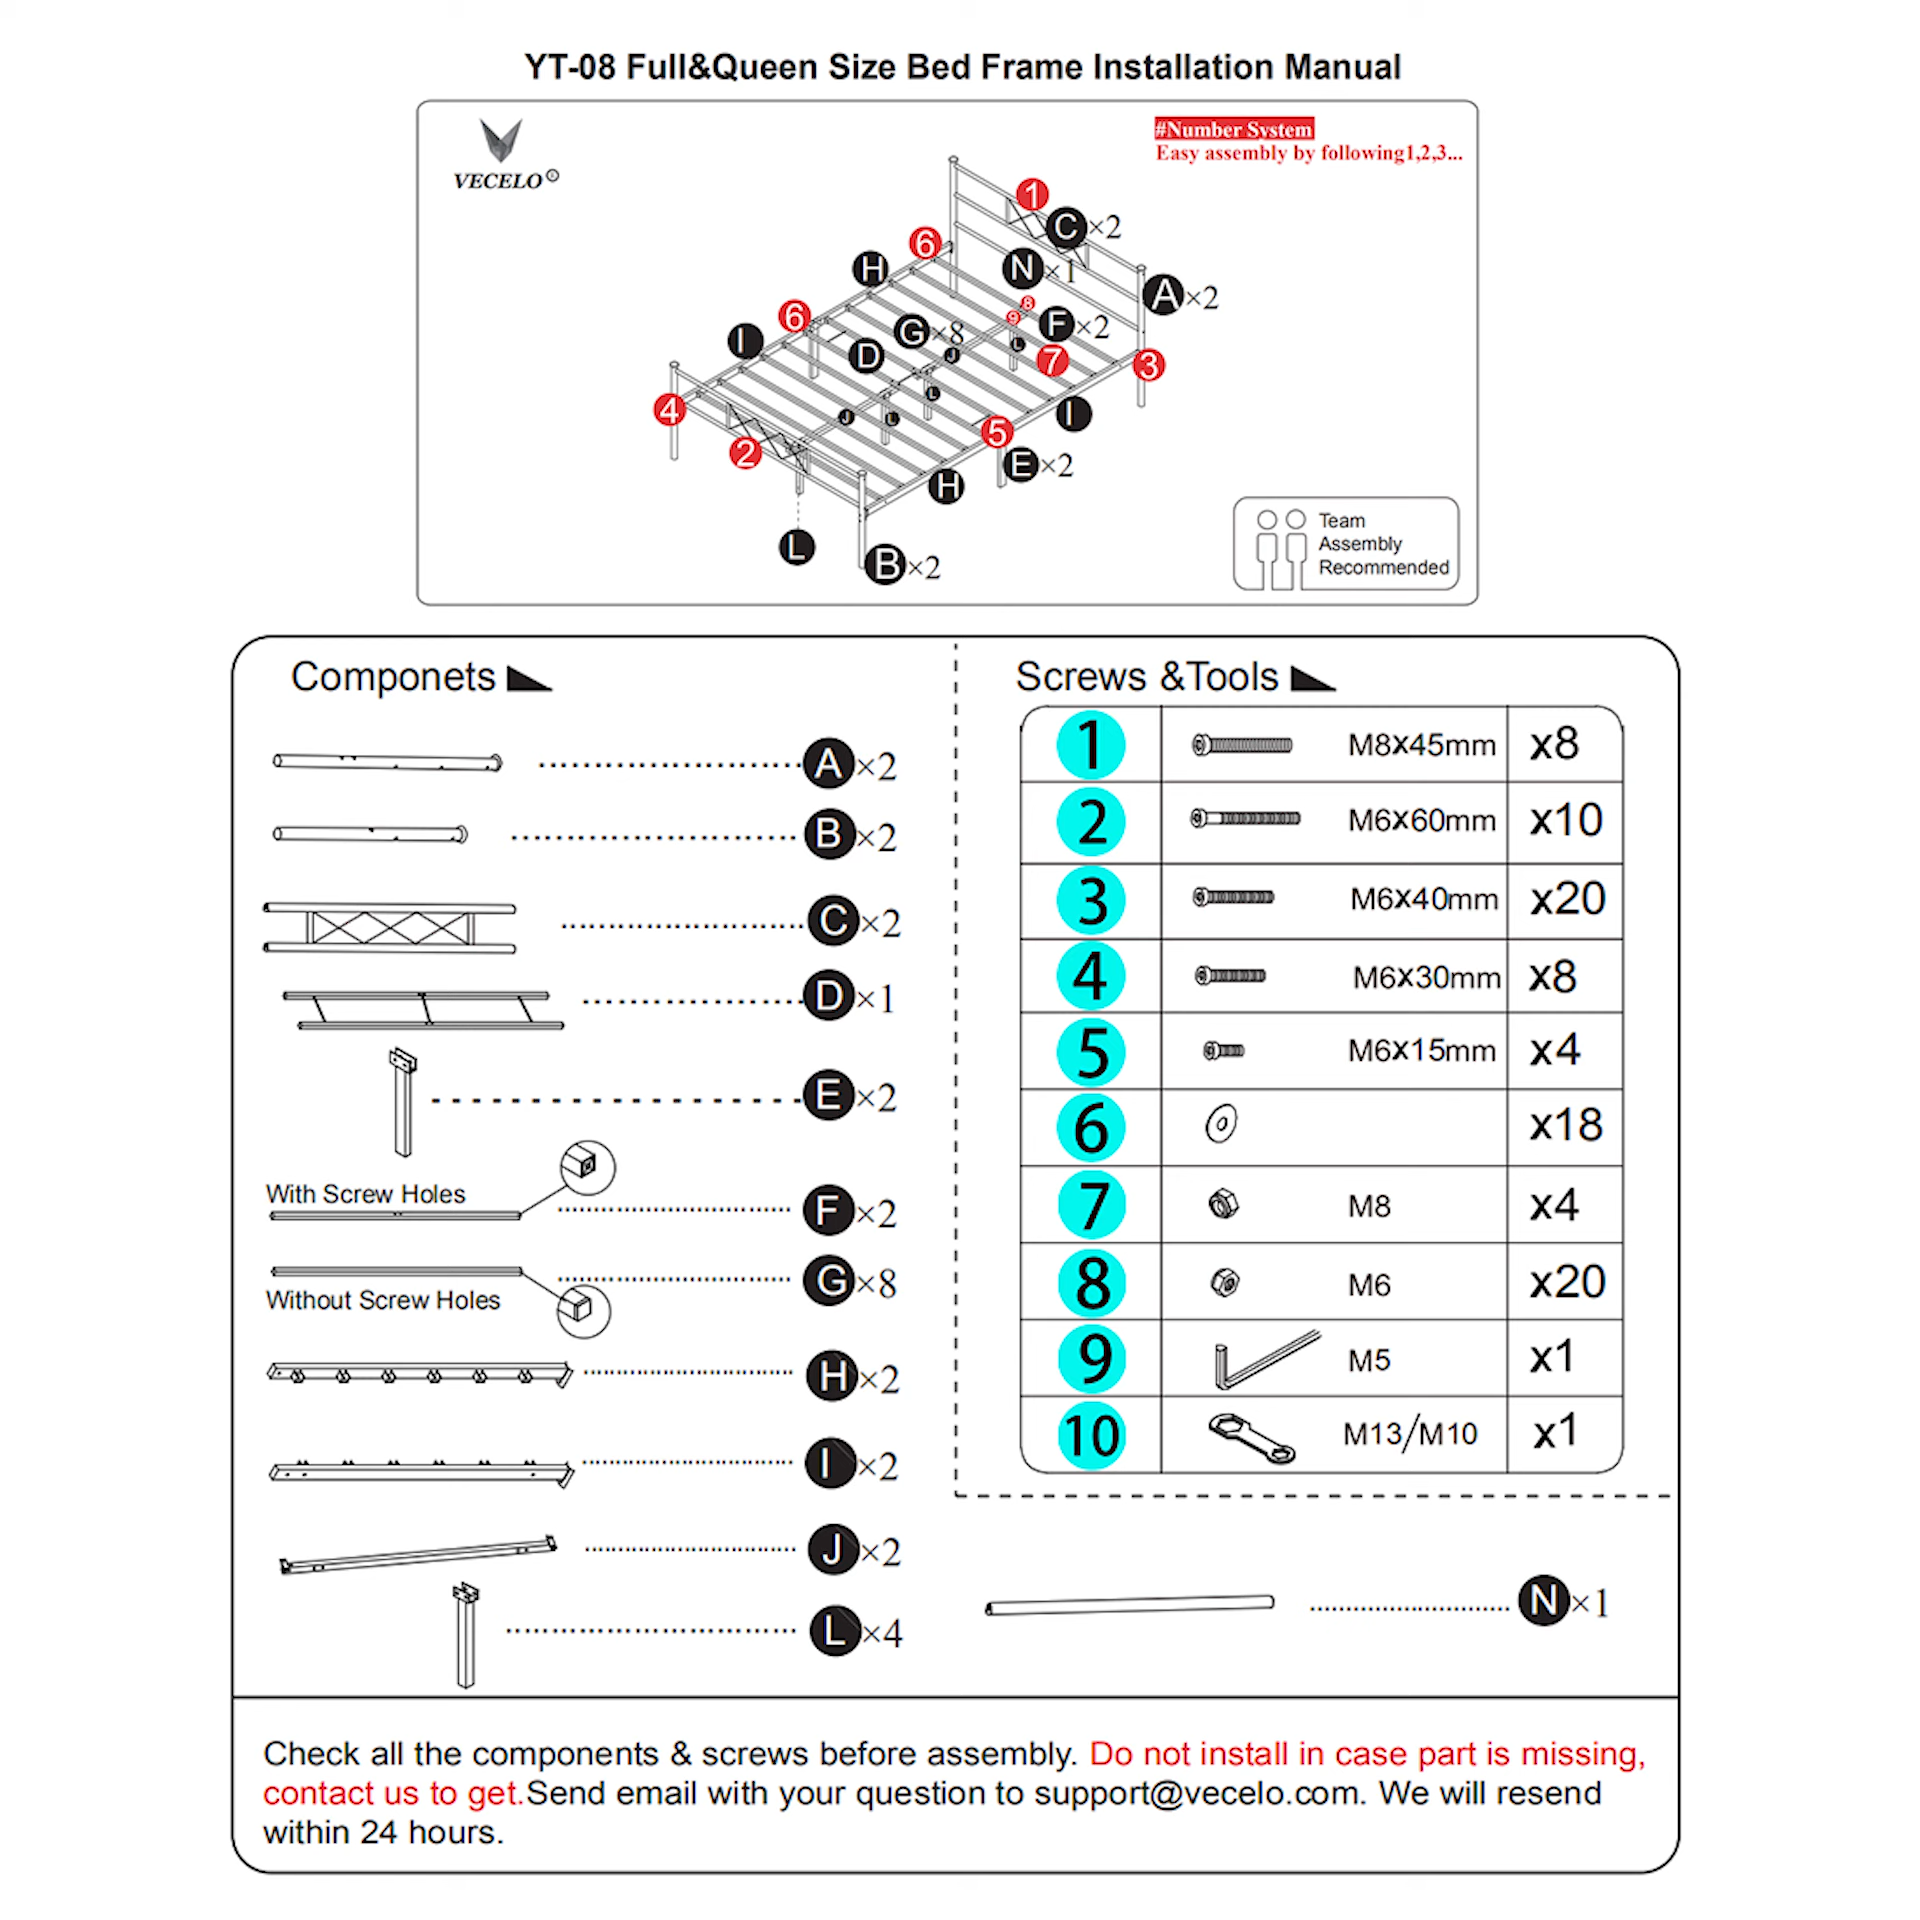 YT-08 Full&Queen Size Bed Frame Installation Manual
VECELO®
#Number System
Easy assembly by following1,2,3...
1
C×2
6
H
N×1
A×2
8
9
6
G×8
F×2
I
D
J
L
7
3
L
4
J
L
I
5
2
E×2
H
L
B×2
Team
Assembly
Recommended
Componets
A×2
B×2
C×2
D×1
E×2
With Screw Holes
F×2
G×8
Without Screw Holes
H×2
I×2
J×2
L×4
Screws &Tools
1 M8x45mm x8
2 M6x60mm x10
3 M6x40mm x20
4 M6x30mm x8
5 M6x15mm x4
6 x18
7 M8 x4
8 M6 x20
9 M5 x1
10 M13/M10 x1
N×1
Check all the components & screws before assembly. Do not install in case part is missing,
contact us to get.Send email with your question to support@vecelo.com. We will resend
within 24 hours.